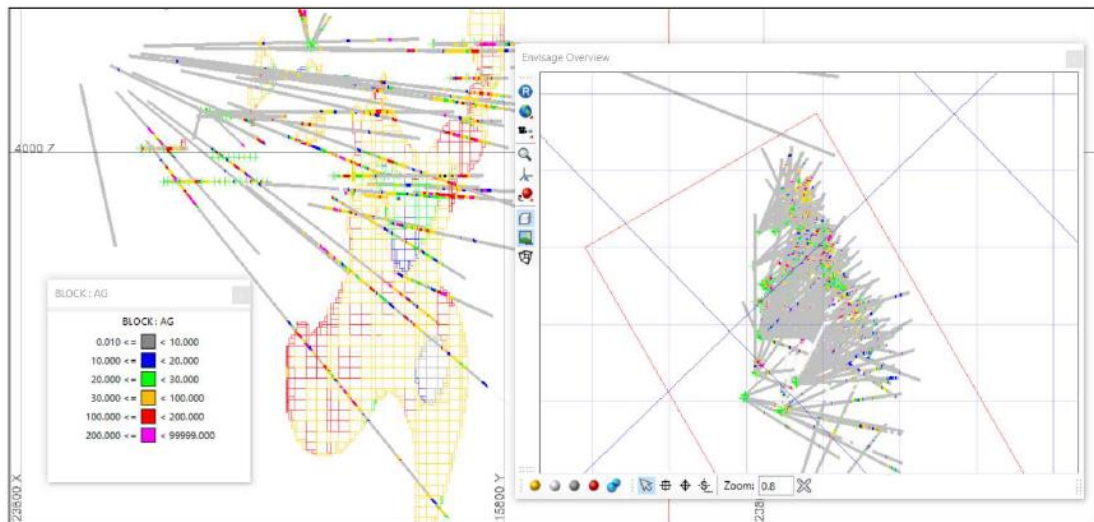 Envisage Overview
4000 Z
BLOCK : AG
BLOCK : AG
0.010 <= < 10.000
10.000 <= < 20.000
20.000 <= < 30.000
30.000 <= < 100.000
100.000 <= < 200.000
200.000 <= < 99999.000
23800 X
15800 Y
Zoom: 0.8
R